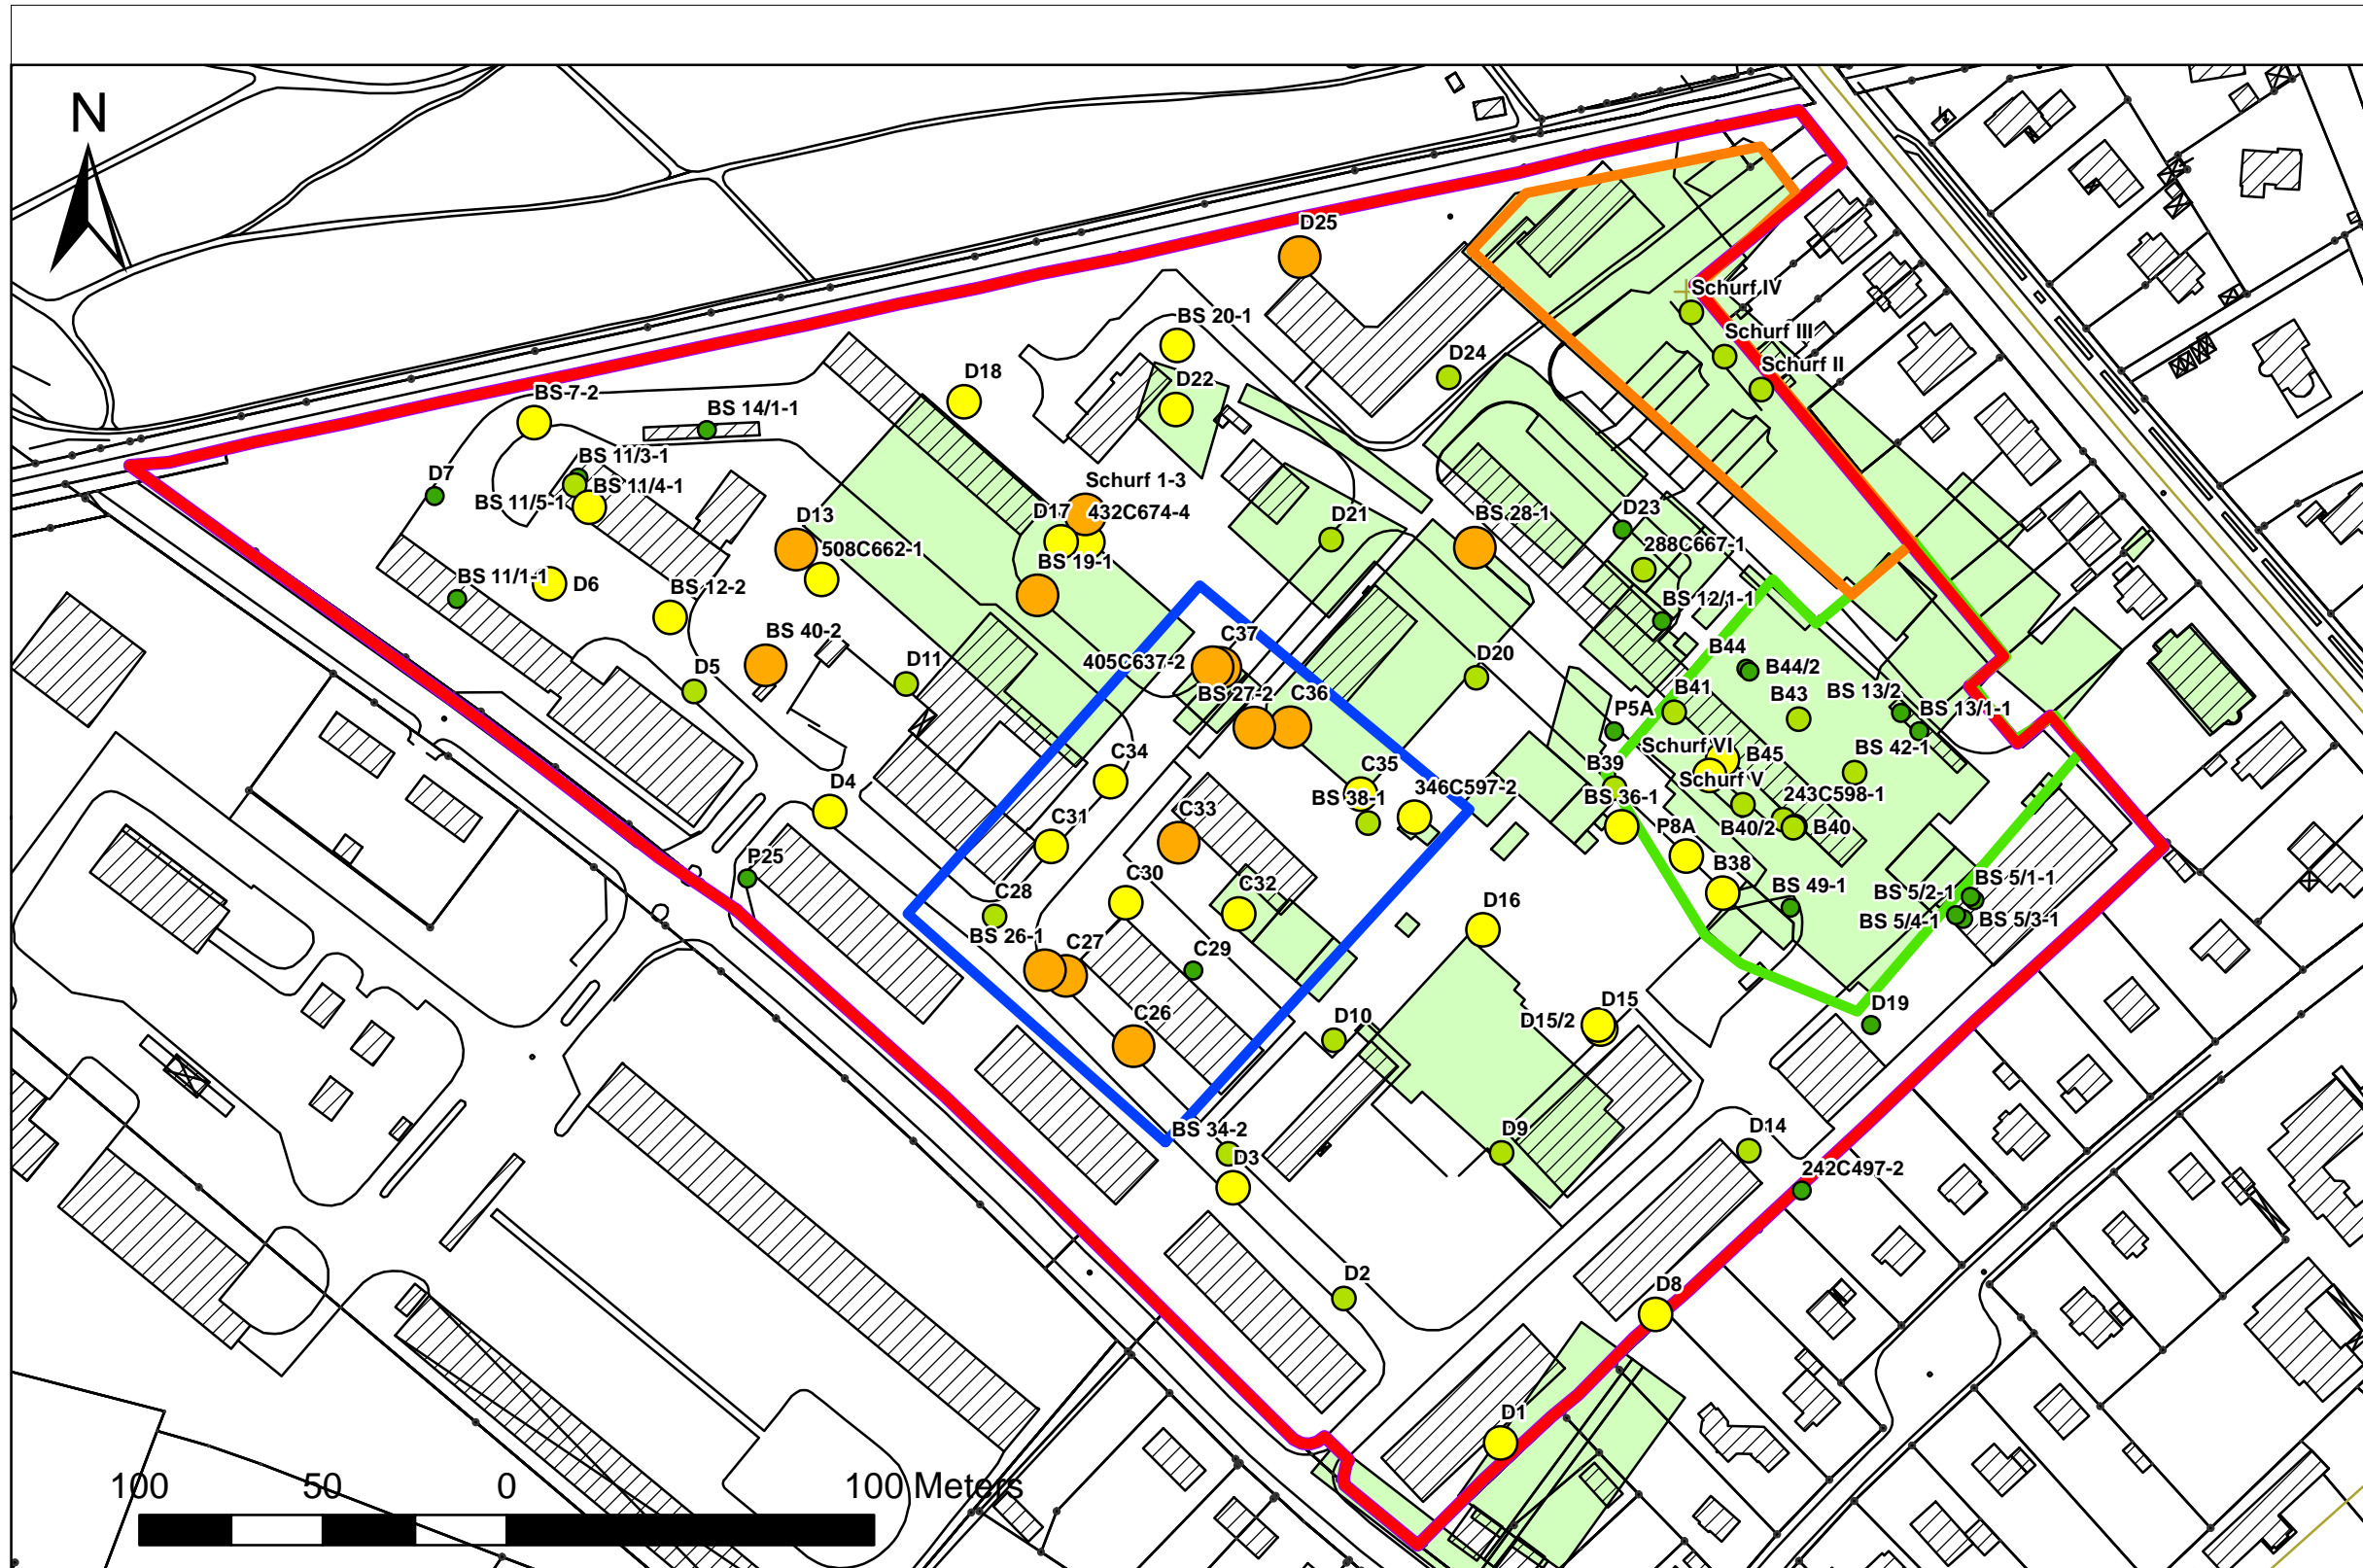 N
D25
Schurf IV
BS 20-1
Schurf III
Schurf II
D18
D22
D24
BS 7-2
BS 14/1-1
BS 11/3-1
D7
BS 11/4-1
BS 11/5-1
Schurf 1-3
D13
D17
432C674-4
D21
BS 28-1
D23
508C662-1
BS 19-1
288C667-1
BS 11/1-1
D6
BS 12-2
BS 12/1-1
BS 40-2
D5
D11
C37
405C637-2
D20
B44
B44/2
BS 27-2
C36
B41
B43
BS 13/2
BS 13/1-1
P5A
C34
C35
Schurf VI
B45
BS 42-1
B39
Schurf V
D4
C33
BS 38-1
346C597-2
BS 36-1
243C598-1
C31
P8A
B40/2
B40
P25
B38
C28
C30
C32
BS 49-1
BS 5/2-1
BS 5/1-1
BS 5/4-1
BS 5/3-1
BS 26-1
C27
C29
D16
C26
D10
D15/2
D15
D19
BS 34-2
D3
D9
D14
242C497-2
D2
D8
D1
100 50 0 100 Meters